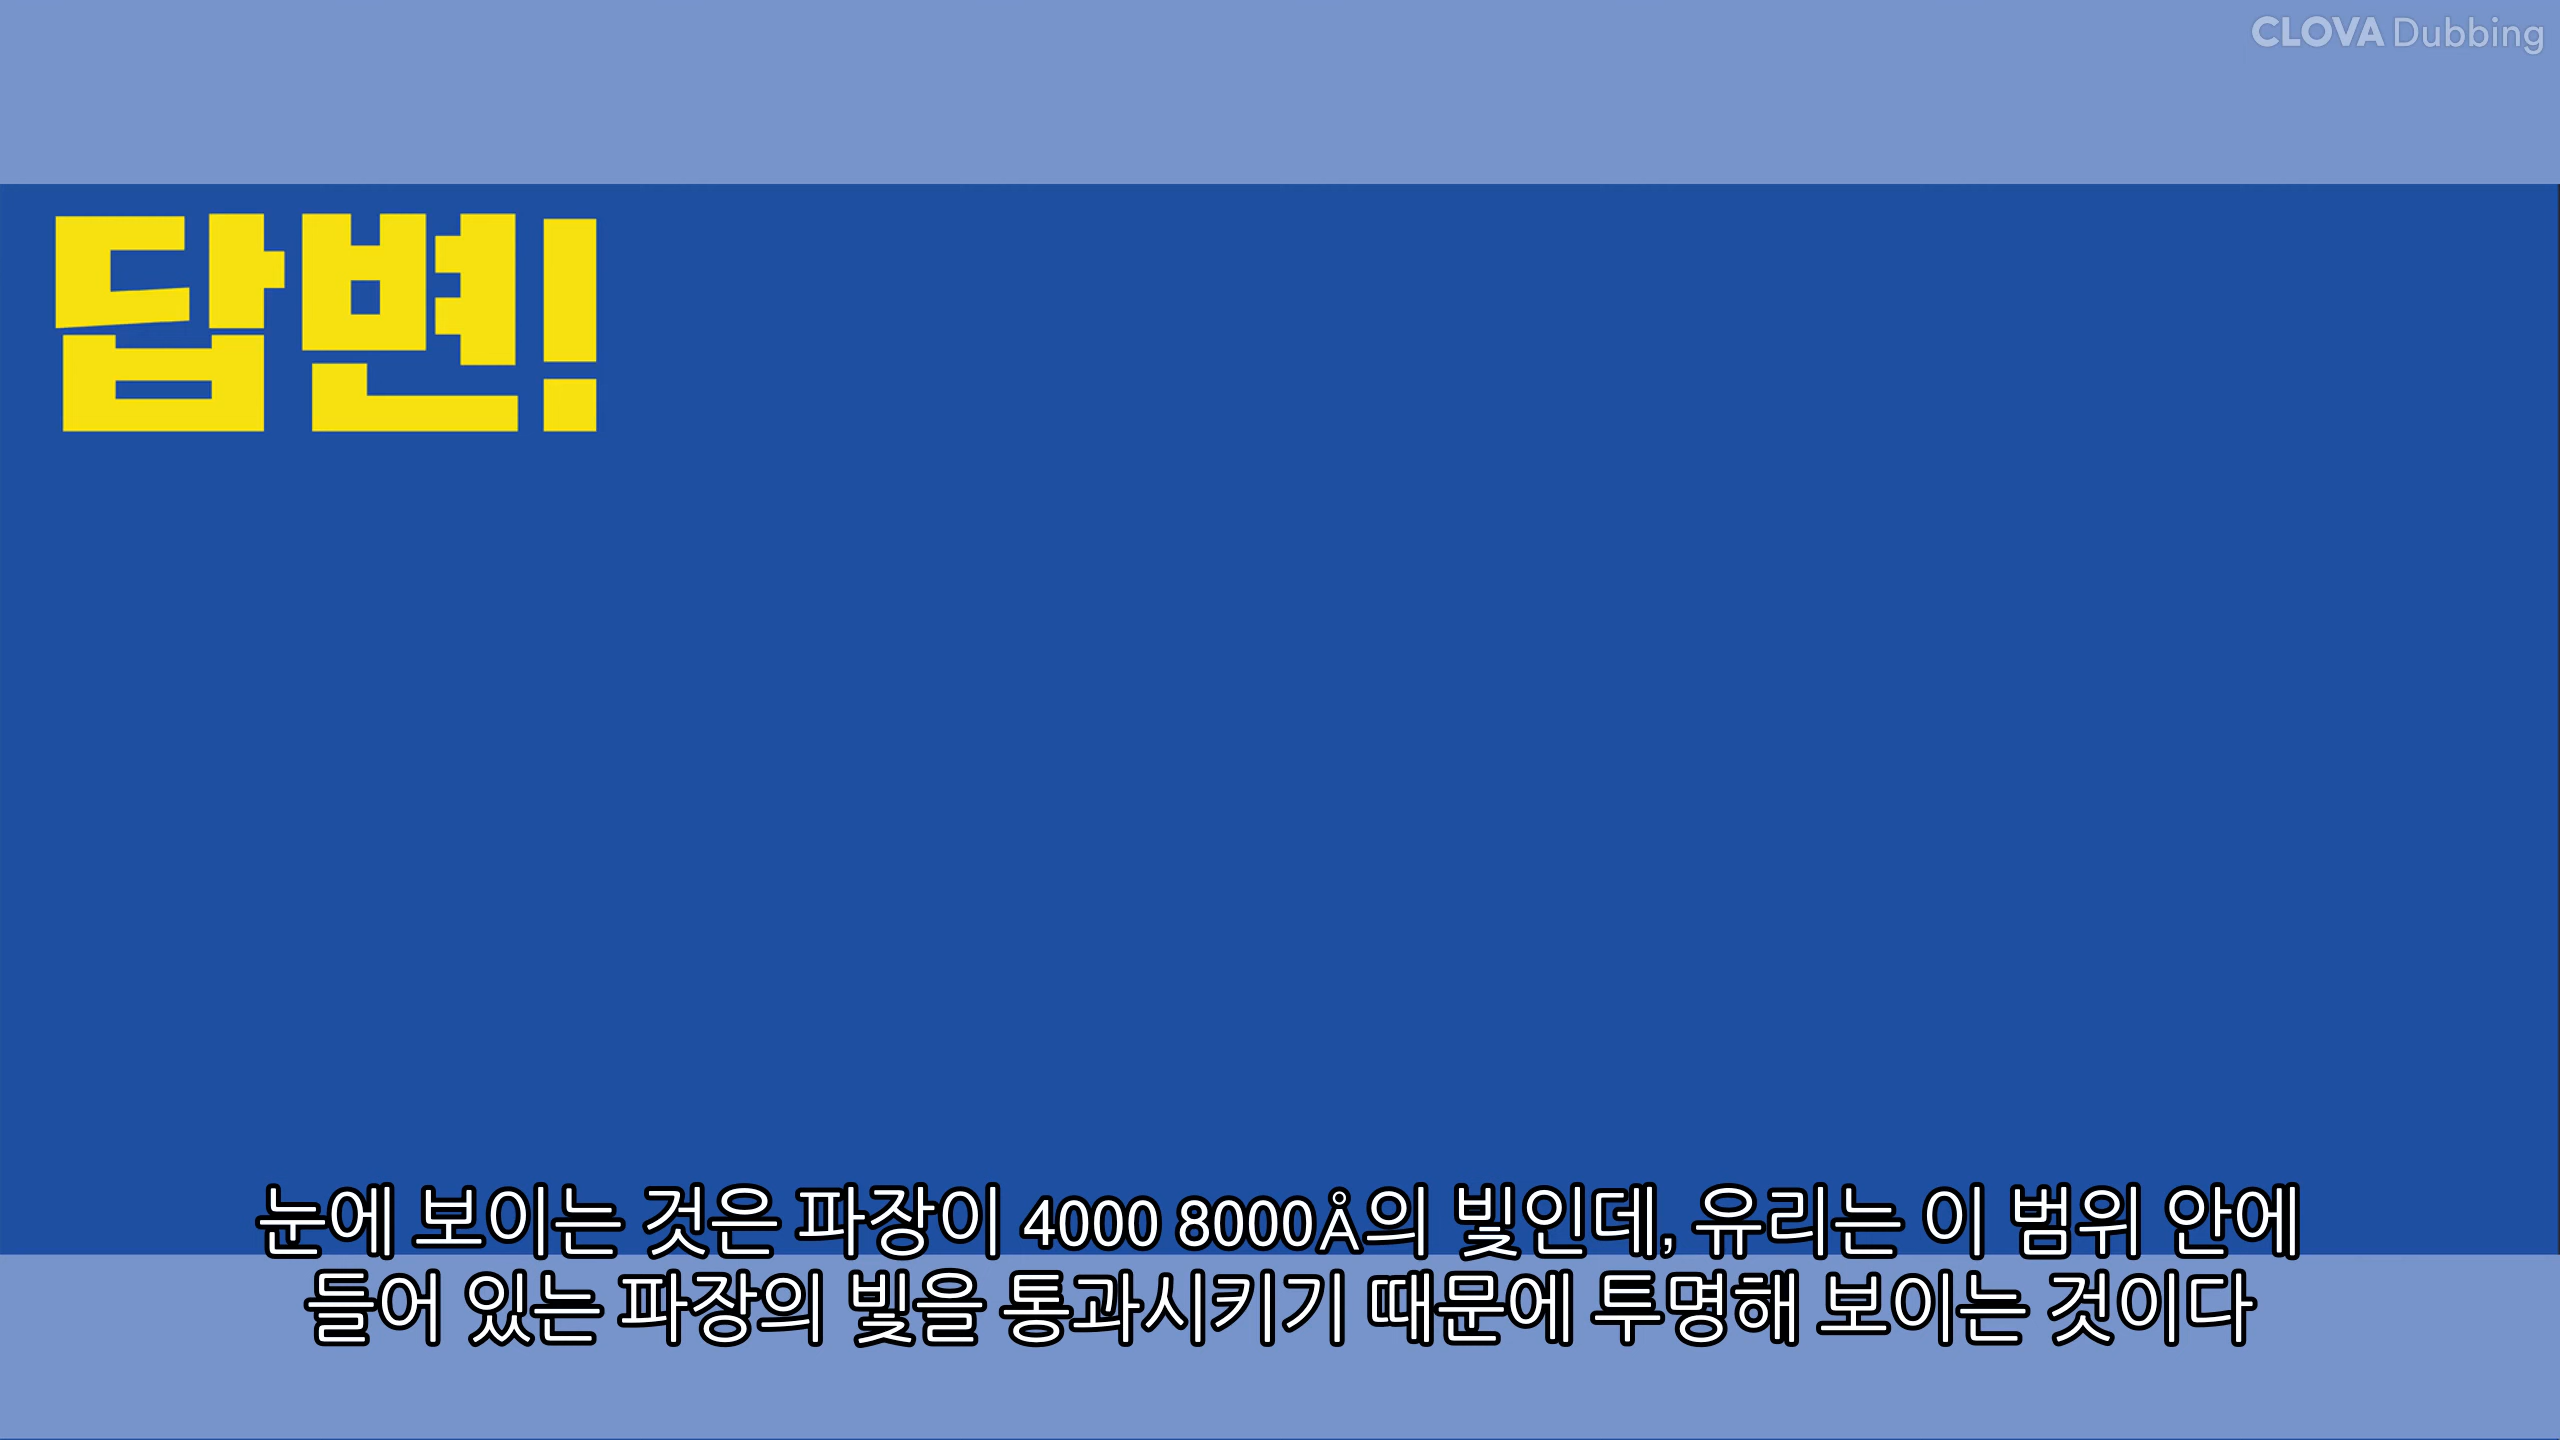 CLOVA Dubbing
답변!
눈에 보이는 것은 파장이 4000 8000Å의 빛인데, 유리는 이 범위 안에
들어 있는 파장의 빛을 통과시키기 때문에 투명해 보이는 것이다